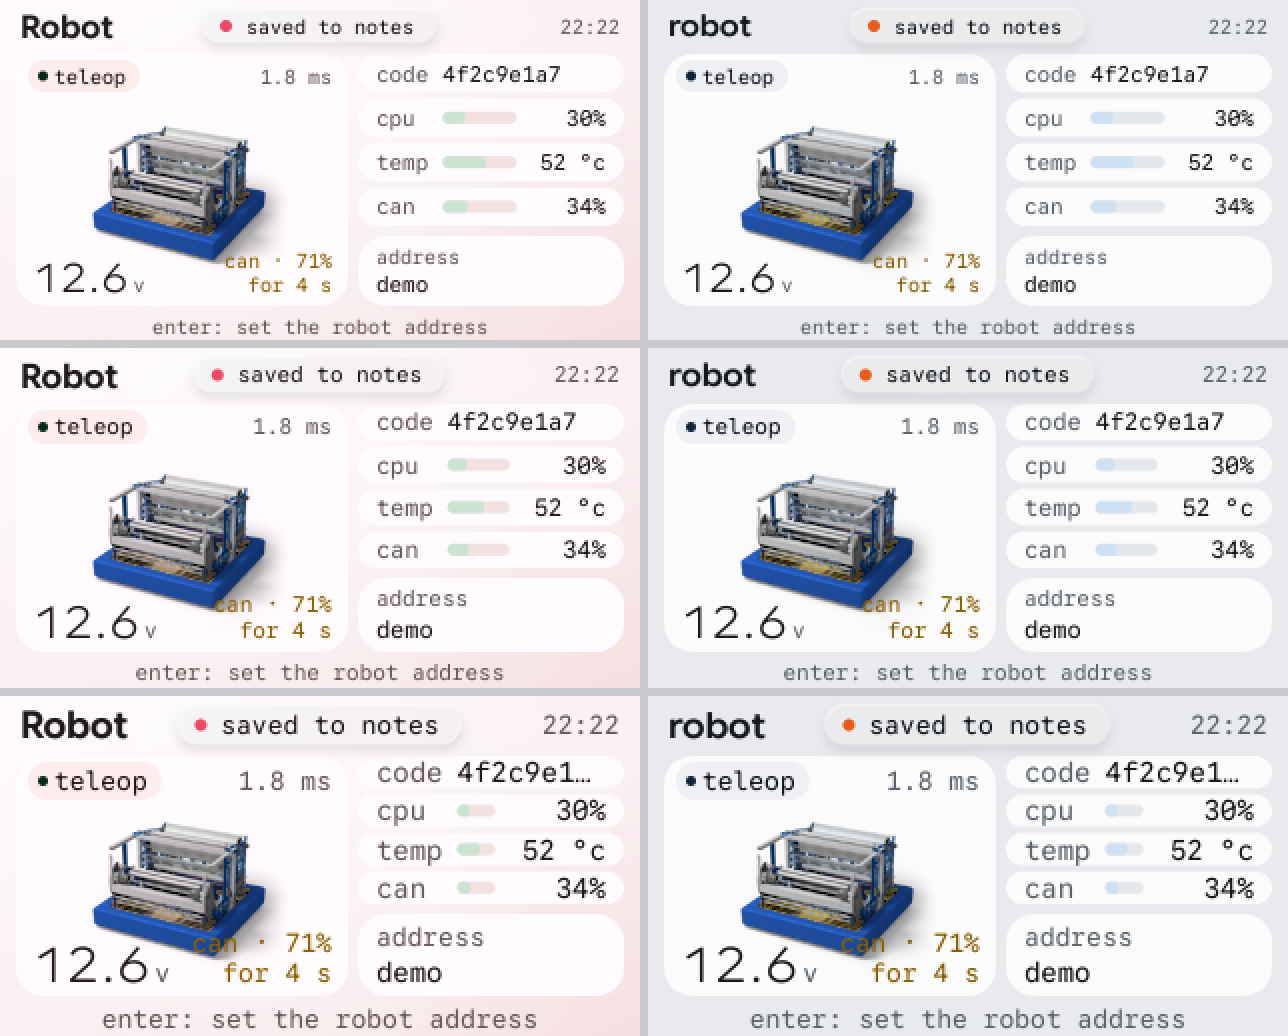 Robot
saved to notes
22:22
teleop
1.8 ms
code 4f2c9e1a7
cpu 30%
temp 52 °c
can 34%
12.6 v
can · 71%
for 4 s
address
demo
enter: set the robot address
robot
saved to notes
22:22
teleop
1.8 ms
code 4f2c9e1a7
cpu 30%
temp 52 °c
can 34%
12.6 v
can · 71%
for 4 s
address
demo
enter: set the robot address
Robot
saved to notes
22:22
teleop
1.8 ms
code 4f2c9e1a7
cpu 30%
temp 52 °c
can 34%
12.6 v
can · 71%
for 4 s
address
demo
enter: set the robot address
robot
saved to notes
22:22
teleop
1.8 ms
code 4f2c9e1a7
cpu 30%
temp 52 °c
can 34%
12.6 v
can · 71%
for 4 s
address
demo
enter: set the robot address
Robot
saved to notes
22:22
teleop
1.8 ms
code 4f2c9e1…
cpu 30%
temp 52 °c
can 34%
12.6 v
can · 71%
for 4 s
address
demo
enter: set the robot address
robot
saved to notes
22:22
teleop
1.8 ms
code 4f2c9e1…
cpu 30%
temp 52 °c
can 34%
12.6 v
can · 71%
for 4 s
address
demo
enter: set the robot address